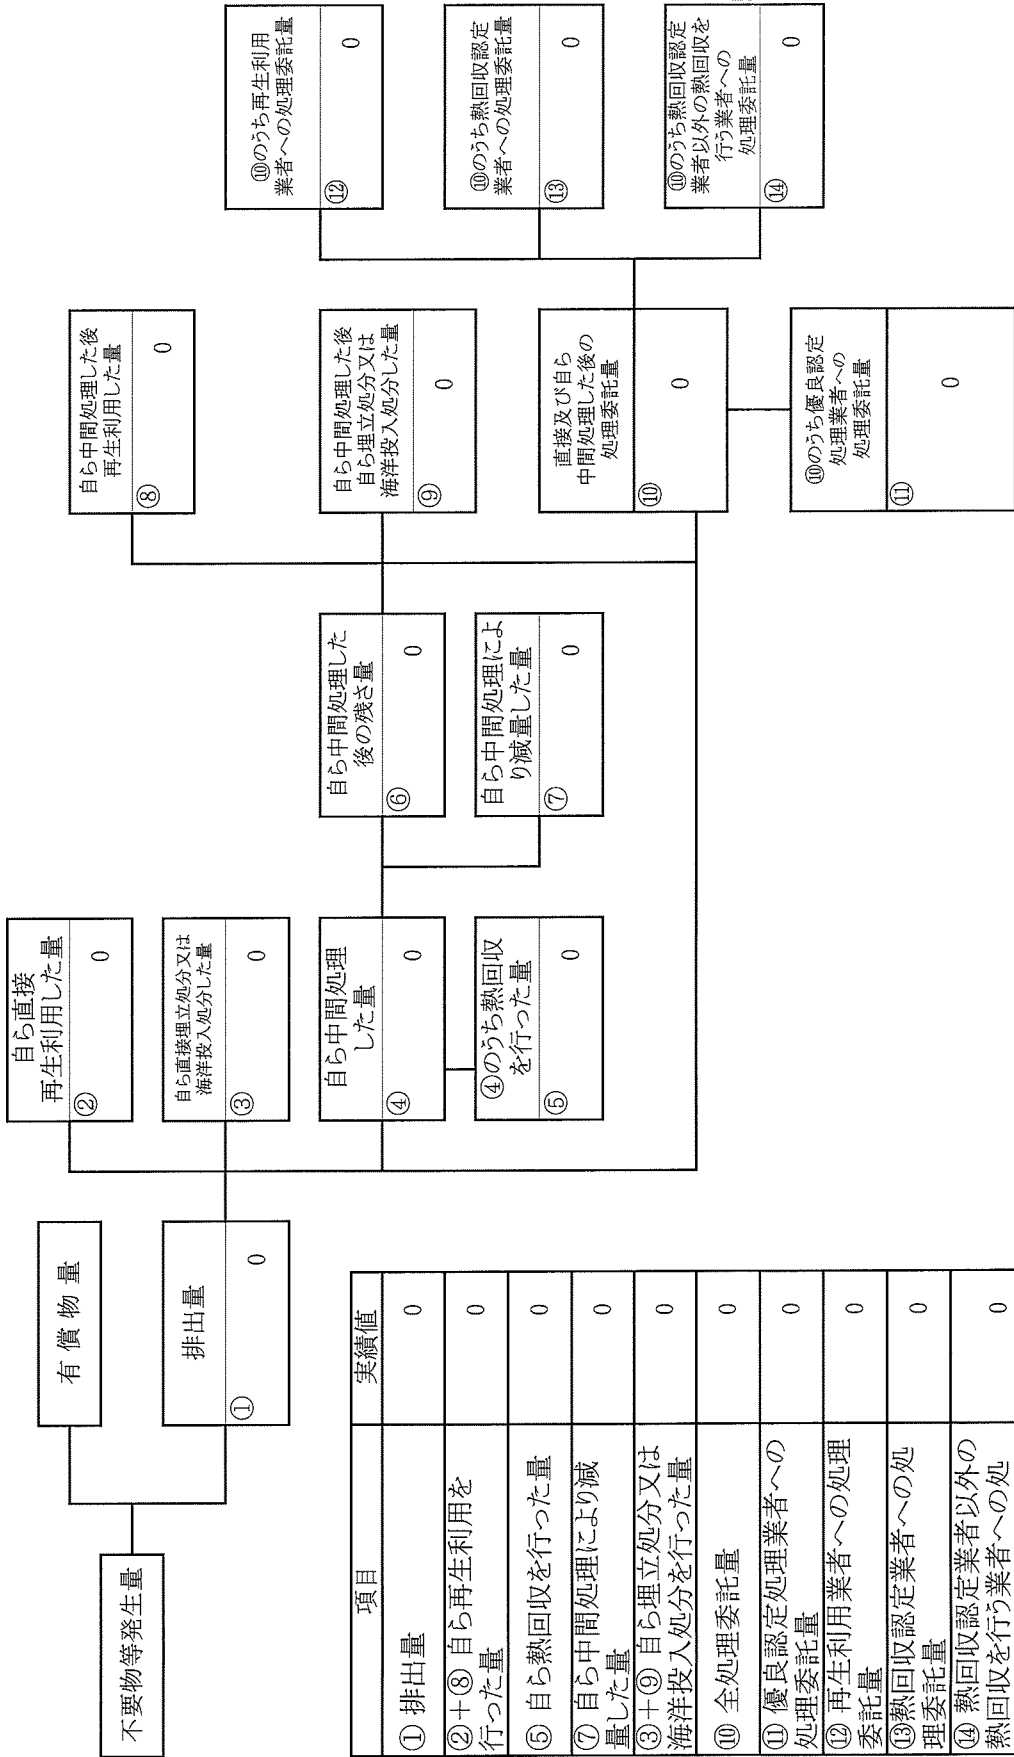 不要物等発生量
有償物量
排出量
①
0
自ら直接
再生利用した量
②
0
自ら直接埋立処分又は
海洋投入処分した量
③
0
自ら中間処理
した量
④
0
④のうち熱回収
を行った量
⑤
0
自ら中間処理した
後の残さ量
⑥
0
自ら中間処理によ
り減量した量
⑦
0
自ら中間処理した後
再生利用した量
⑧
0
自ら中間処理した後
自ら埋立処分又は
海洋投入処分した量
⑨
0
直接及び自ら
中間処理した後の
処理委託量
⑩
0
⑩のうち優良認定
処理業者への
処理委託量
⑪
0
⑩のうち再生利用
業者への処理委託量
⑫
0
⑩のうち熱回収認定
業者への処理委託量
⑬
0
⑩のうち熱回収認定
業者以外の熱回収を
行う業者への
処理委託量
⑭
0
項目 実績値
① 排出量 0
②+⑧ 自ら再生利用を
行った量 0
⑤ 自ら熱回収を行った量 0
⑦ 自ら中間処理により減
量した量 0
③+⑨ 自ら埋立処分又は
海洋投入処分を行った量 0
⑩ 全処理委託量 0
⑪ 優良認定処理業者への
処理委託量 0
⑫ 再生利用業者への処理
委託量 0
⑬熱回収認定業者への処
理委託量 0
⑭ 熱回収認定業者以外の
熱回収を行う業者への処 0